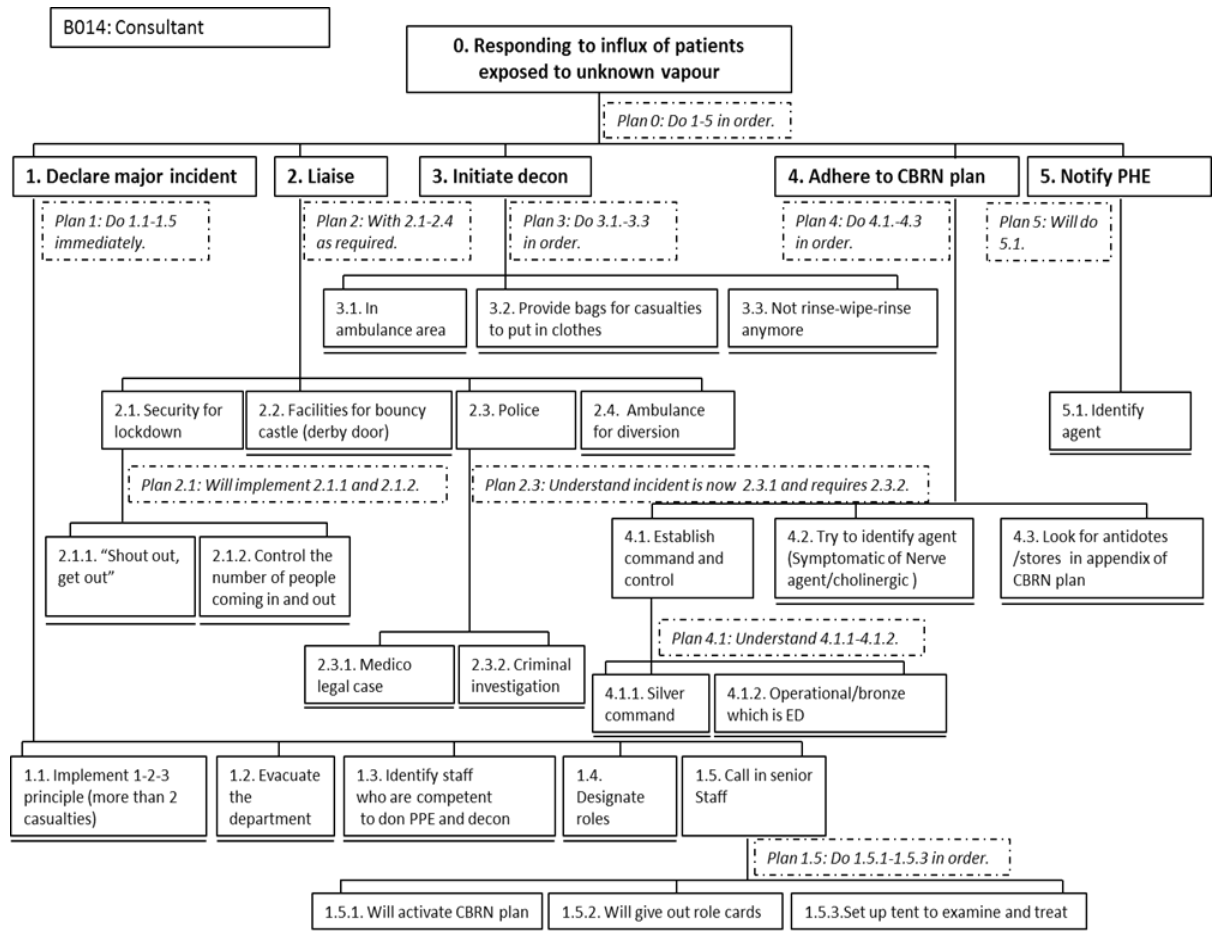 B014: Consultant
0. Responding to influx of patients
exposed to unknown vapour
Plan 0: Do 1-5 in order.
1. Declare major incident
2. Liaise
3. Initiate decon
4. Adhere to CBRN plan
5. Notify PHE
Plan 1: Do 1.1-1.5
immediately.
Plan 2: With 2.1-2.4
as required.
Plan 3: Do 3.1.-3.3
in order.
Plan 4: Do 4.1.-4.3
in order.
Plan 5: Will do
5.1.
3.1. In
ambulance area
3.2. Provide bags for casualties
to put in clothes
3.3. Not rinse-wipe-rinse
anymore
2.1. Security for
lockdown
2.2. Facilities for bouncy
castle (derby door)
2.3. Police
2.4. Ambulance
for diversion
5.1. Identify
agent
Plan 2.1: Will implement 2.1.1 and 2.1.2.
Plan 2.3: Understand incident is now 2.3.1 and requires 2.3.2.
2.1.1. “Shout out,
get out”
2.1.2. Control the
number of people
coming in and out
4.1. Establish
command and
control
4.2. Try to identify agent
(Symptomatic of Nerve
agent/cholinergic )
4.3. Look for antidotes
/stores in appendix of
CBRN plan
Plan 4.1: Understand 4.1.1-4.1.2.
2.3.1. Medico
legal case
2.3.2. Criminal
investigation
4.1.1. Silver
command
4.1.2. Operational/bronze
which is ED
1.1. Implement 1-2-3
principle (more than 2
casualties)
1.2. Evacuate
the
department
1.3. Identify staff
who are competent
to don PPE and decon
1.4.
Designate
roles
1.5. Call in senior
Staff
Plan 1.5: Do 1.5.1-1.5.3 in order.
1.5.1. Will activate CBRN plan
1.5.2. Will give out role cards
1.5.3.Set up tent to examine and treat